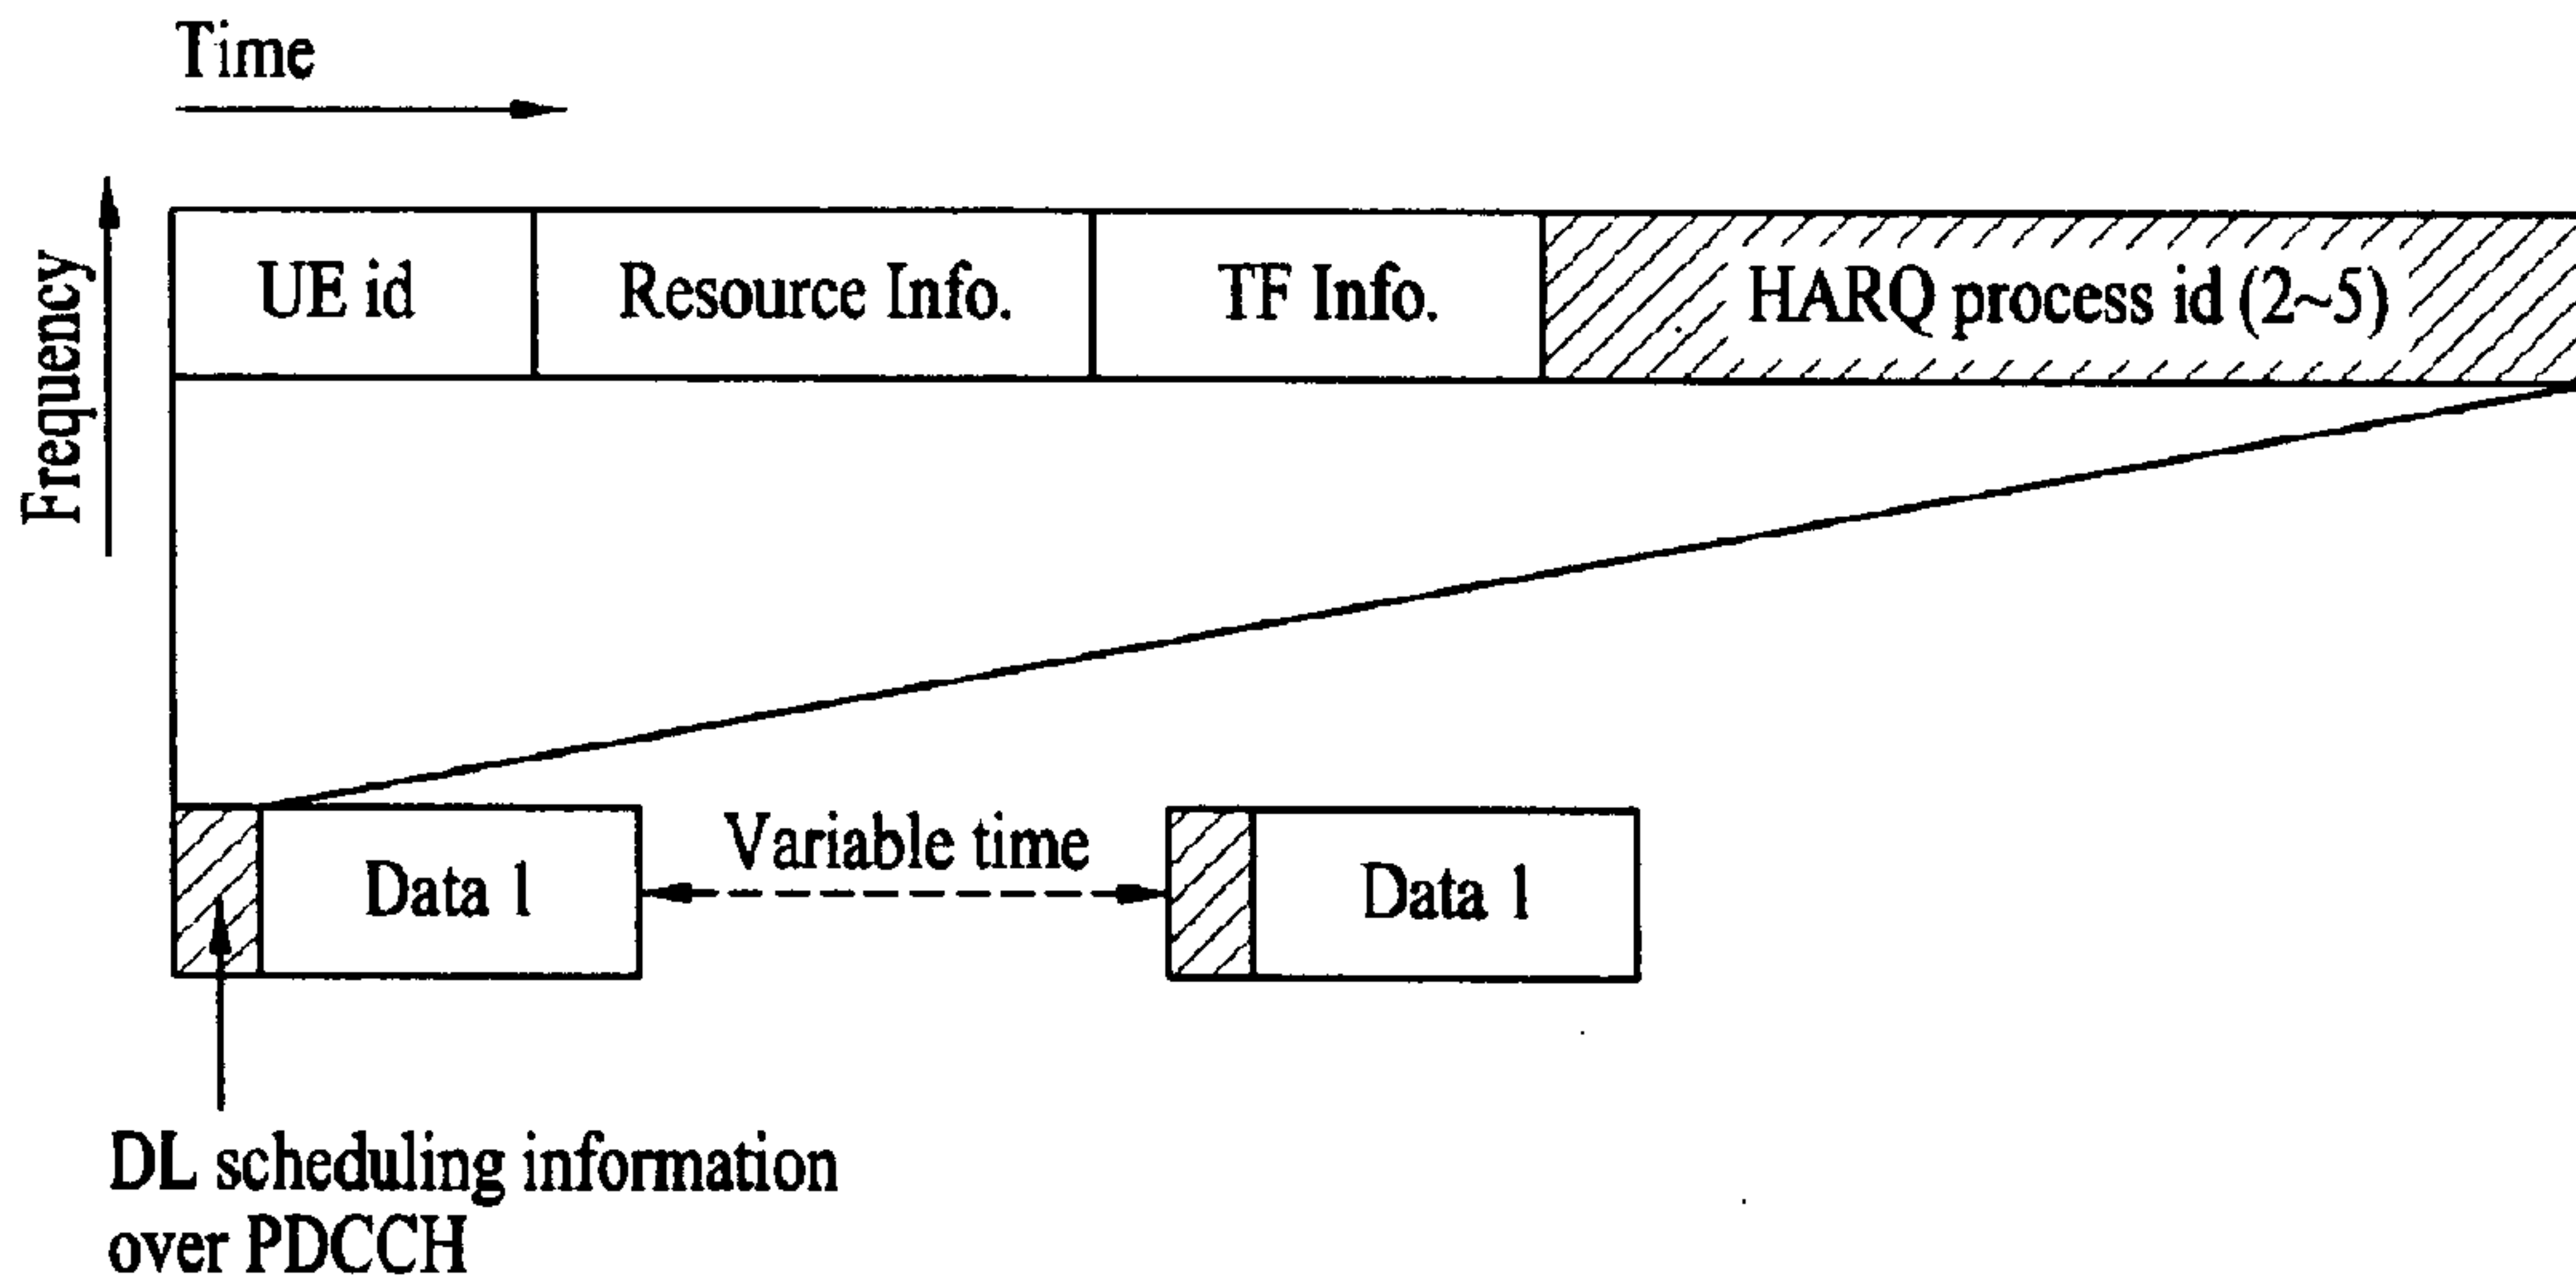 Time
Frequency
UE id
Resource Info.
TF Info.
HARQ process id (2~5)
Data 1
Variable time
Data 1
DL scheduling information
over PDCCH